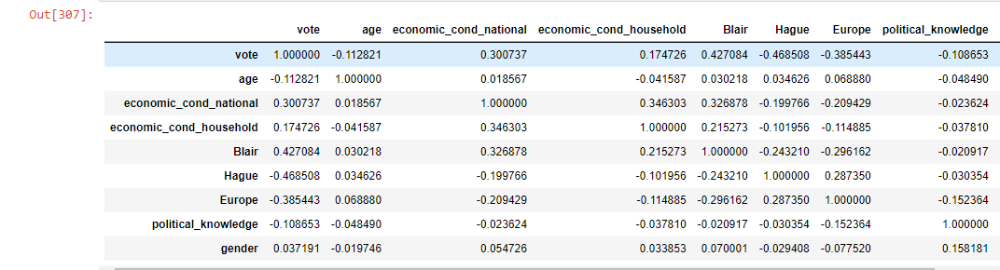 Out[307]:
vote age economic_cond_national economic_cond_household Blair Hague Europe political_knowledge
vote 1.000000 -0.112821 0.300737 0.174726 0.427084 -0.468508 -0.385443 -0.108653
age -0.112821 1.000000 0.018567 -0.041587 0.030218 0.034626 0.068880 -0.048490
economic_cond_national 0.300737 0.018567 1.000000 0.346303 0.326878 -0.199766 -0.209429 -0.023624
economic_cond_household 0.174726 -0.041587 0.346303 1.000000 0.215273 -0.101956 -0.114885 -0.037810
Blair 0.427084 0.030218 0.326878 0.215273 1.000000 -0.243210 -0.296162 -0.020917
Hague -0.468508 0.034626 -0.199766 -0.101956 -0.243210 1.000000 0.287350 -0.030354
Europe -0.385443 0.068880 -0.209429 -0.114885 -0.296162 0.287350 1.000000 -0.152364
political_knowledge -0.108653 -0.048490 -0.023624 -0.037810 -0.020917 -0.030354 -0.152364 1.000000
gender 0.037191 -0.019746 0.054726 0.033853 0.070001 -0.029408 -0.077520 0.158181